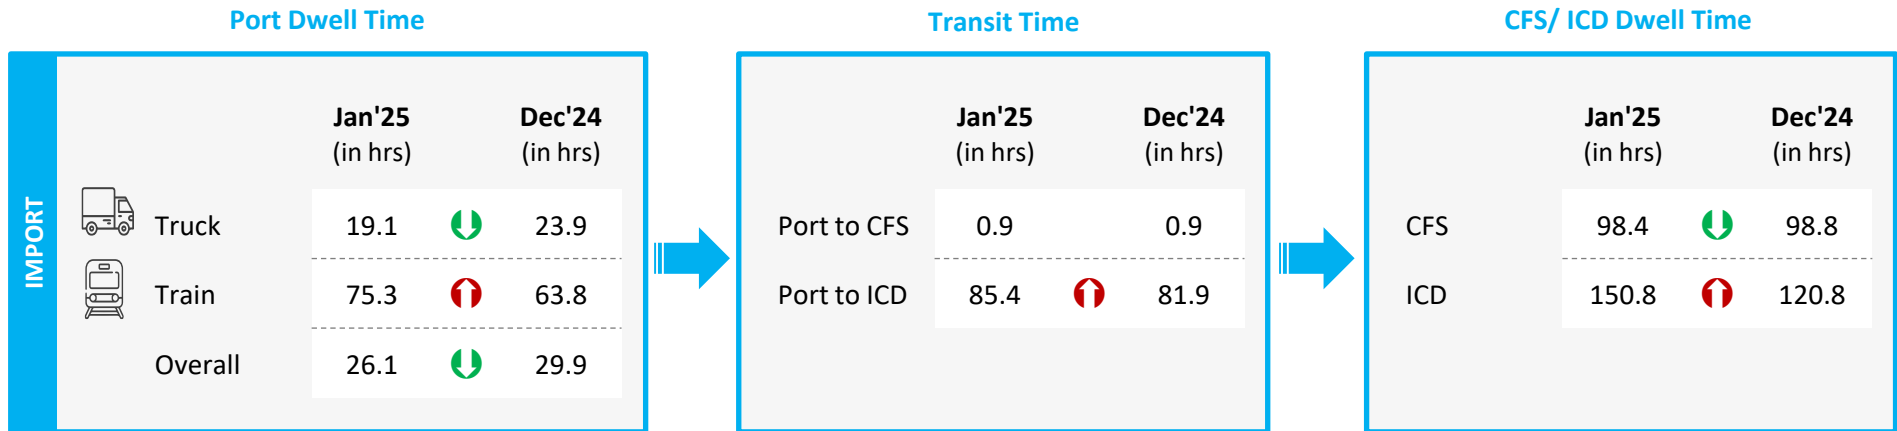 Port Dwell Time
Transit Time
CFS/ ICD Dwell Time
IMPORT
Jan'25 Dec'24
(in hrs) (in hrs)
Truck 19.1 23.9
Train 75.3 63.8
Overall 26.1 29.9
Jan'25 Dec'24
(in hrs) (in hrs)
Port to CFS 0.9 0.9
Port to ICD 85.4 81.9
Jan'25 Dec'24
(in hrs) (in hrs)
CFS 98.4 98.8
ICD 150.8 120.8